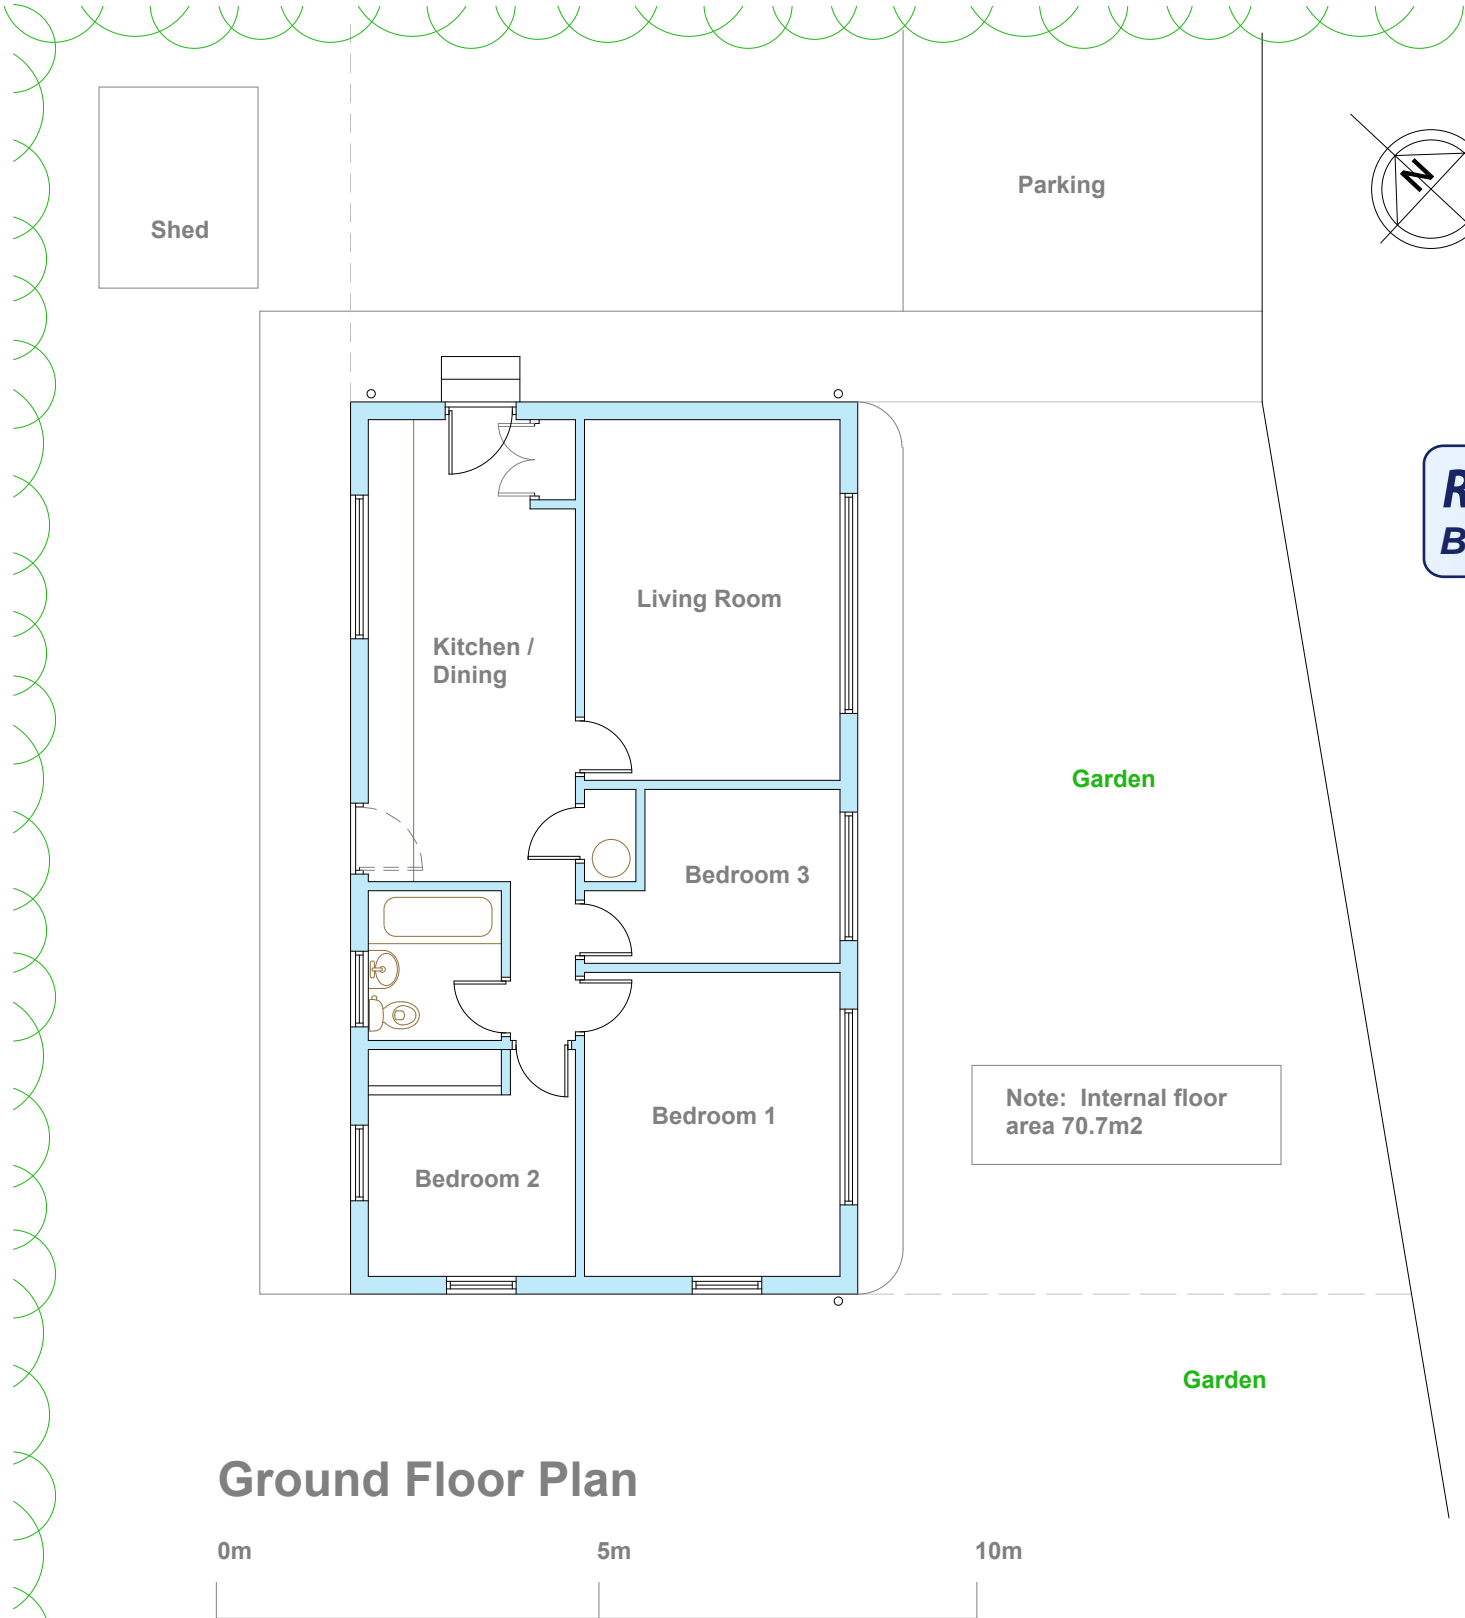 Parking
N
Shed
R
B
Living Room
Kitchen /
Dining
Garden
Bedroom 3
Note: Internal floor
area 70.7m2
Bedroom 1
Bedroom 2
Garden
Ground Floor Plan
0m
5m
10m